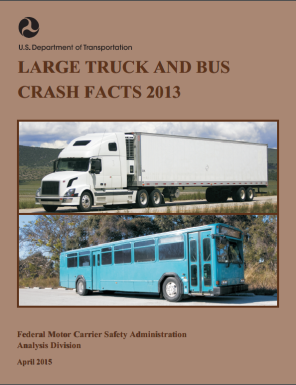 U.S. Department of Transportation
LARGE TRUCK AND BUS
CRASH FACTS 2013
Federal Motor Carrier Safety Administration
Analysis Division
April 2015